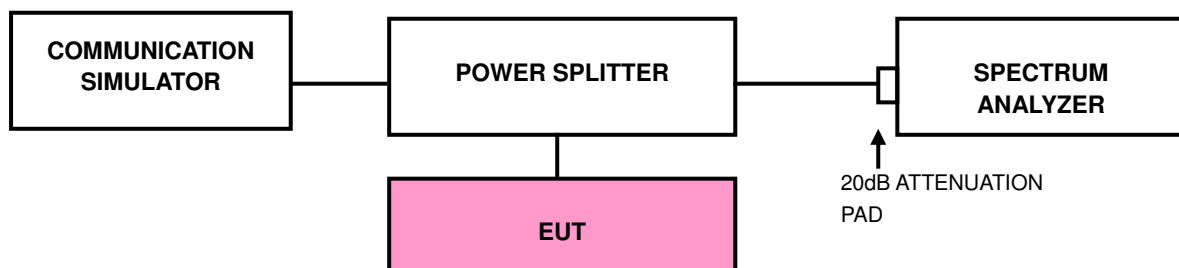 COMMUNICATION
SIMULATOR
POWER SPLITTER
SPECTRUM
ANALYZER
20dB ATTENUATION
PAD
EUT